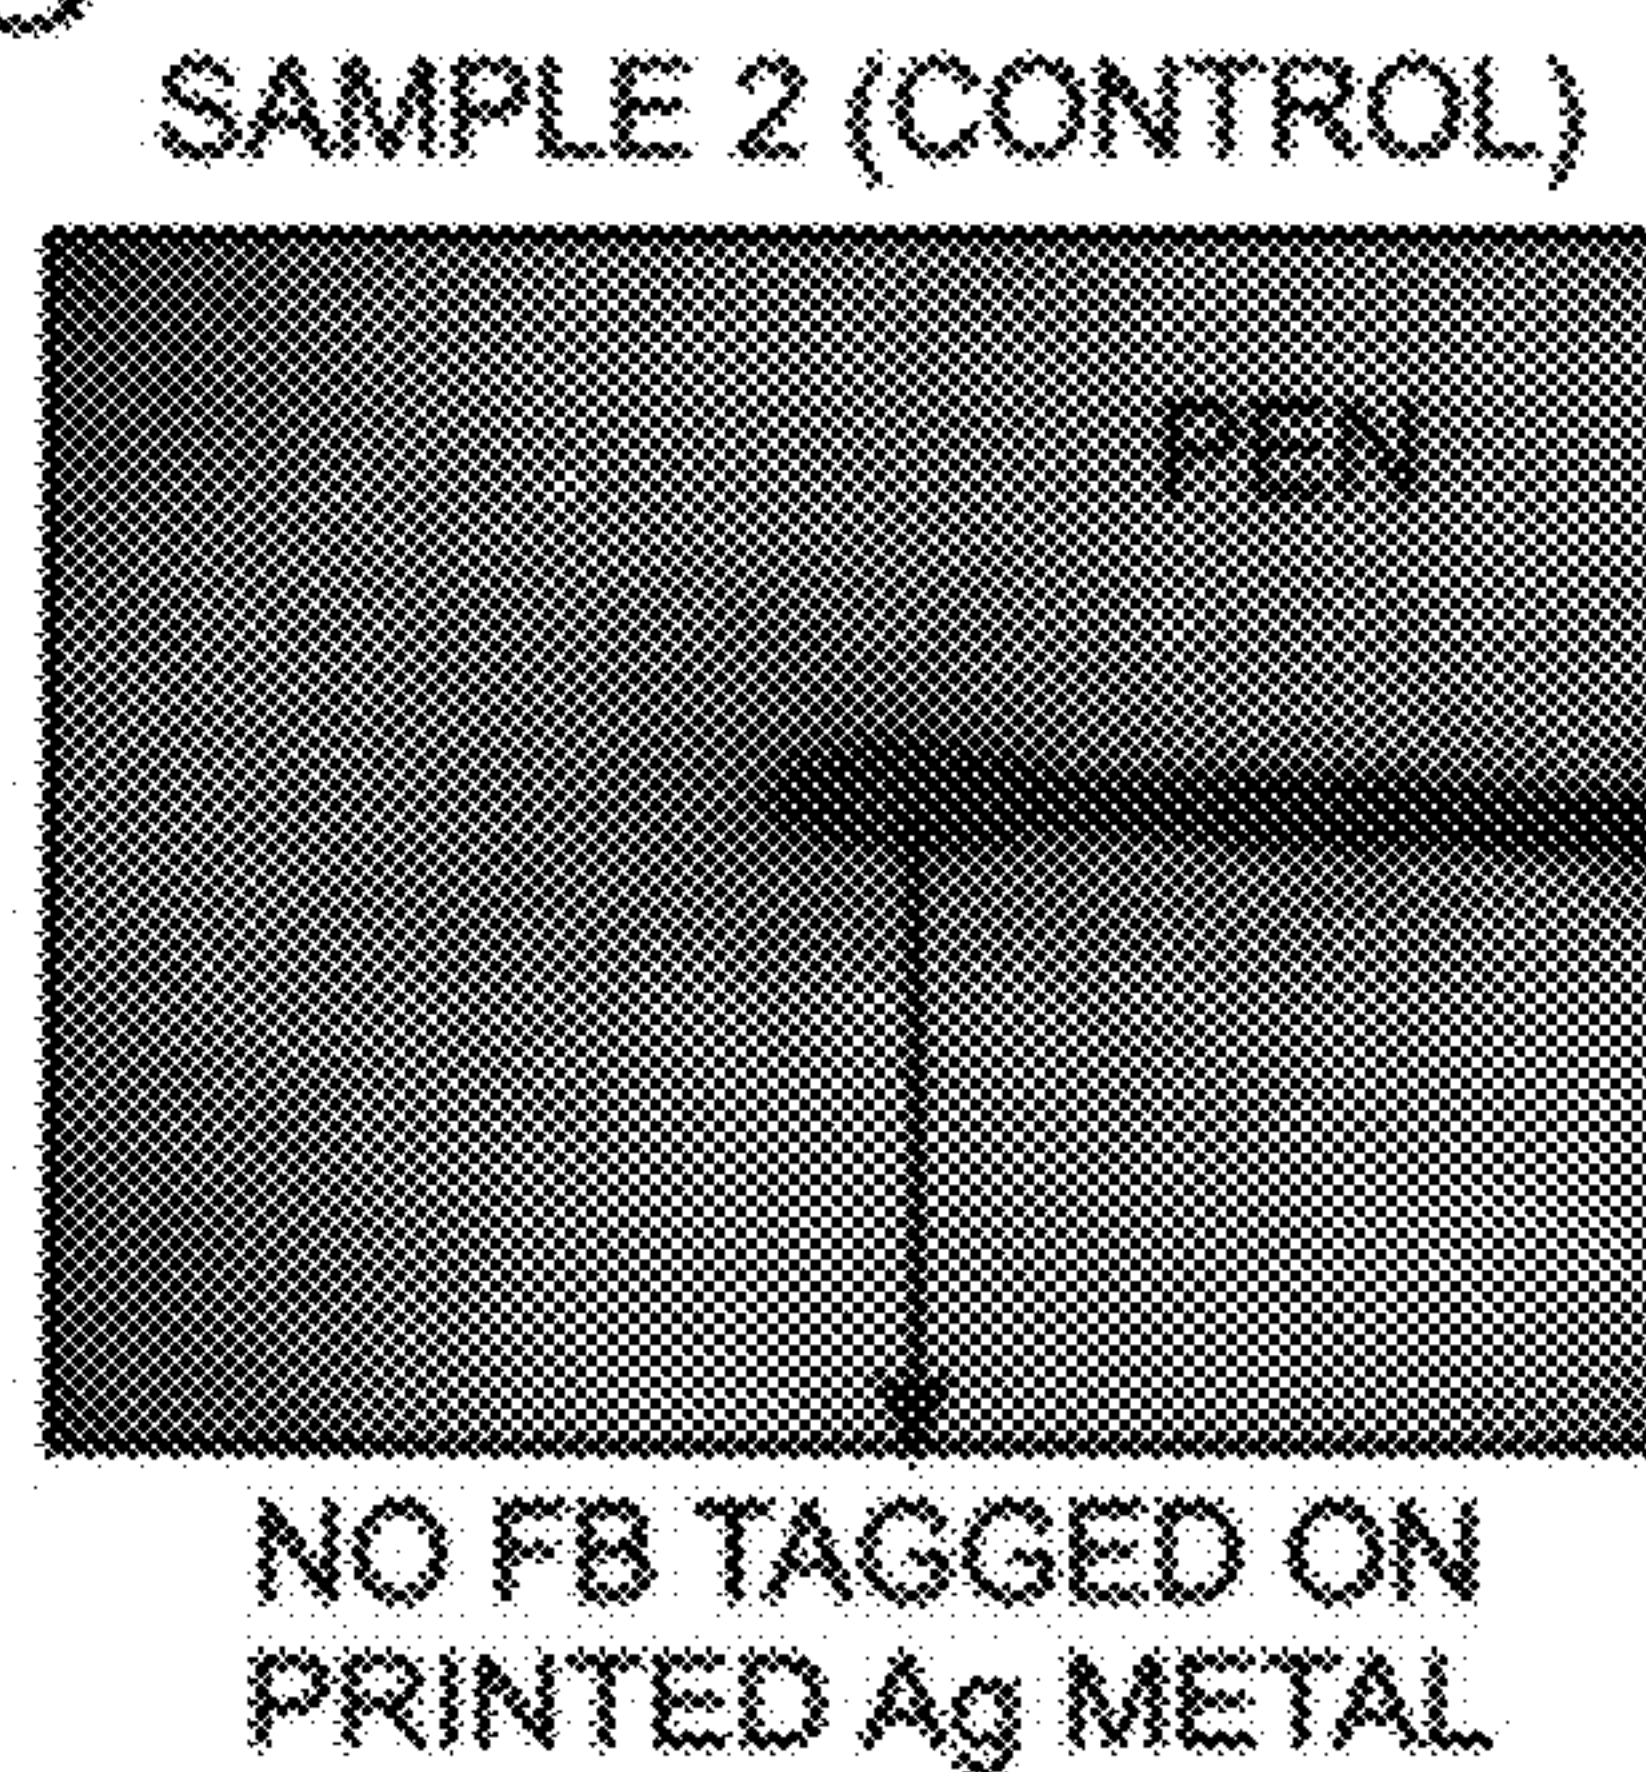 SAMPLE 2 (CONTROL)
PEN
NO FB TAGGED ON
PRINTED Ag METAL